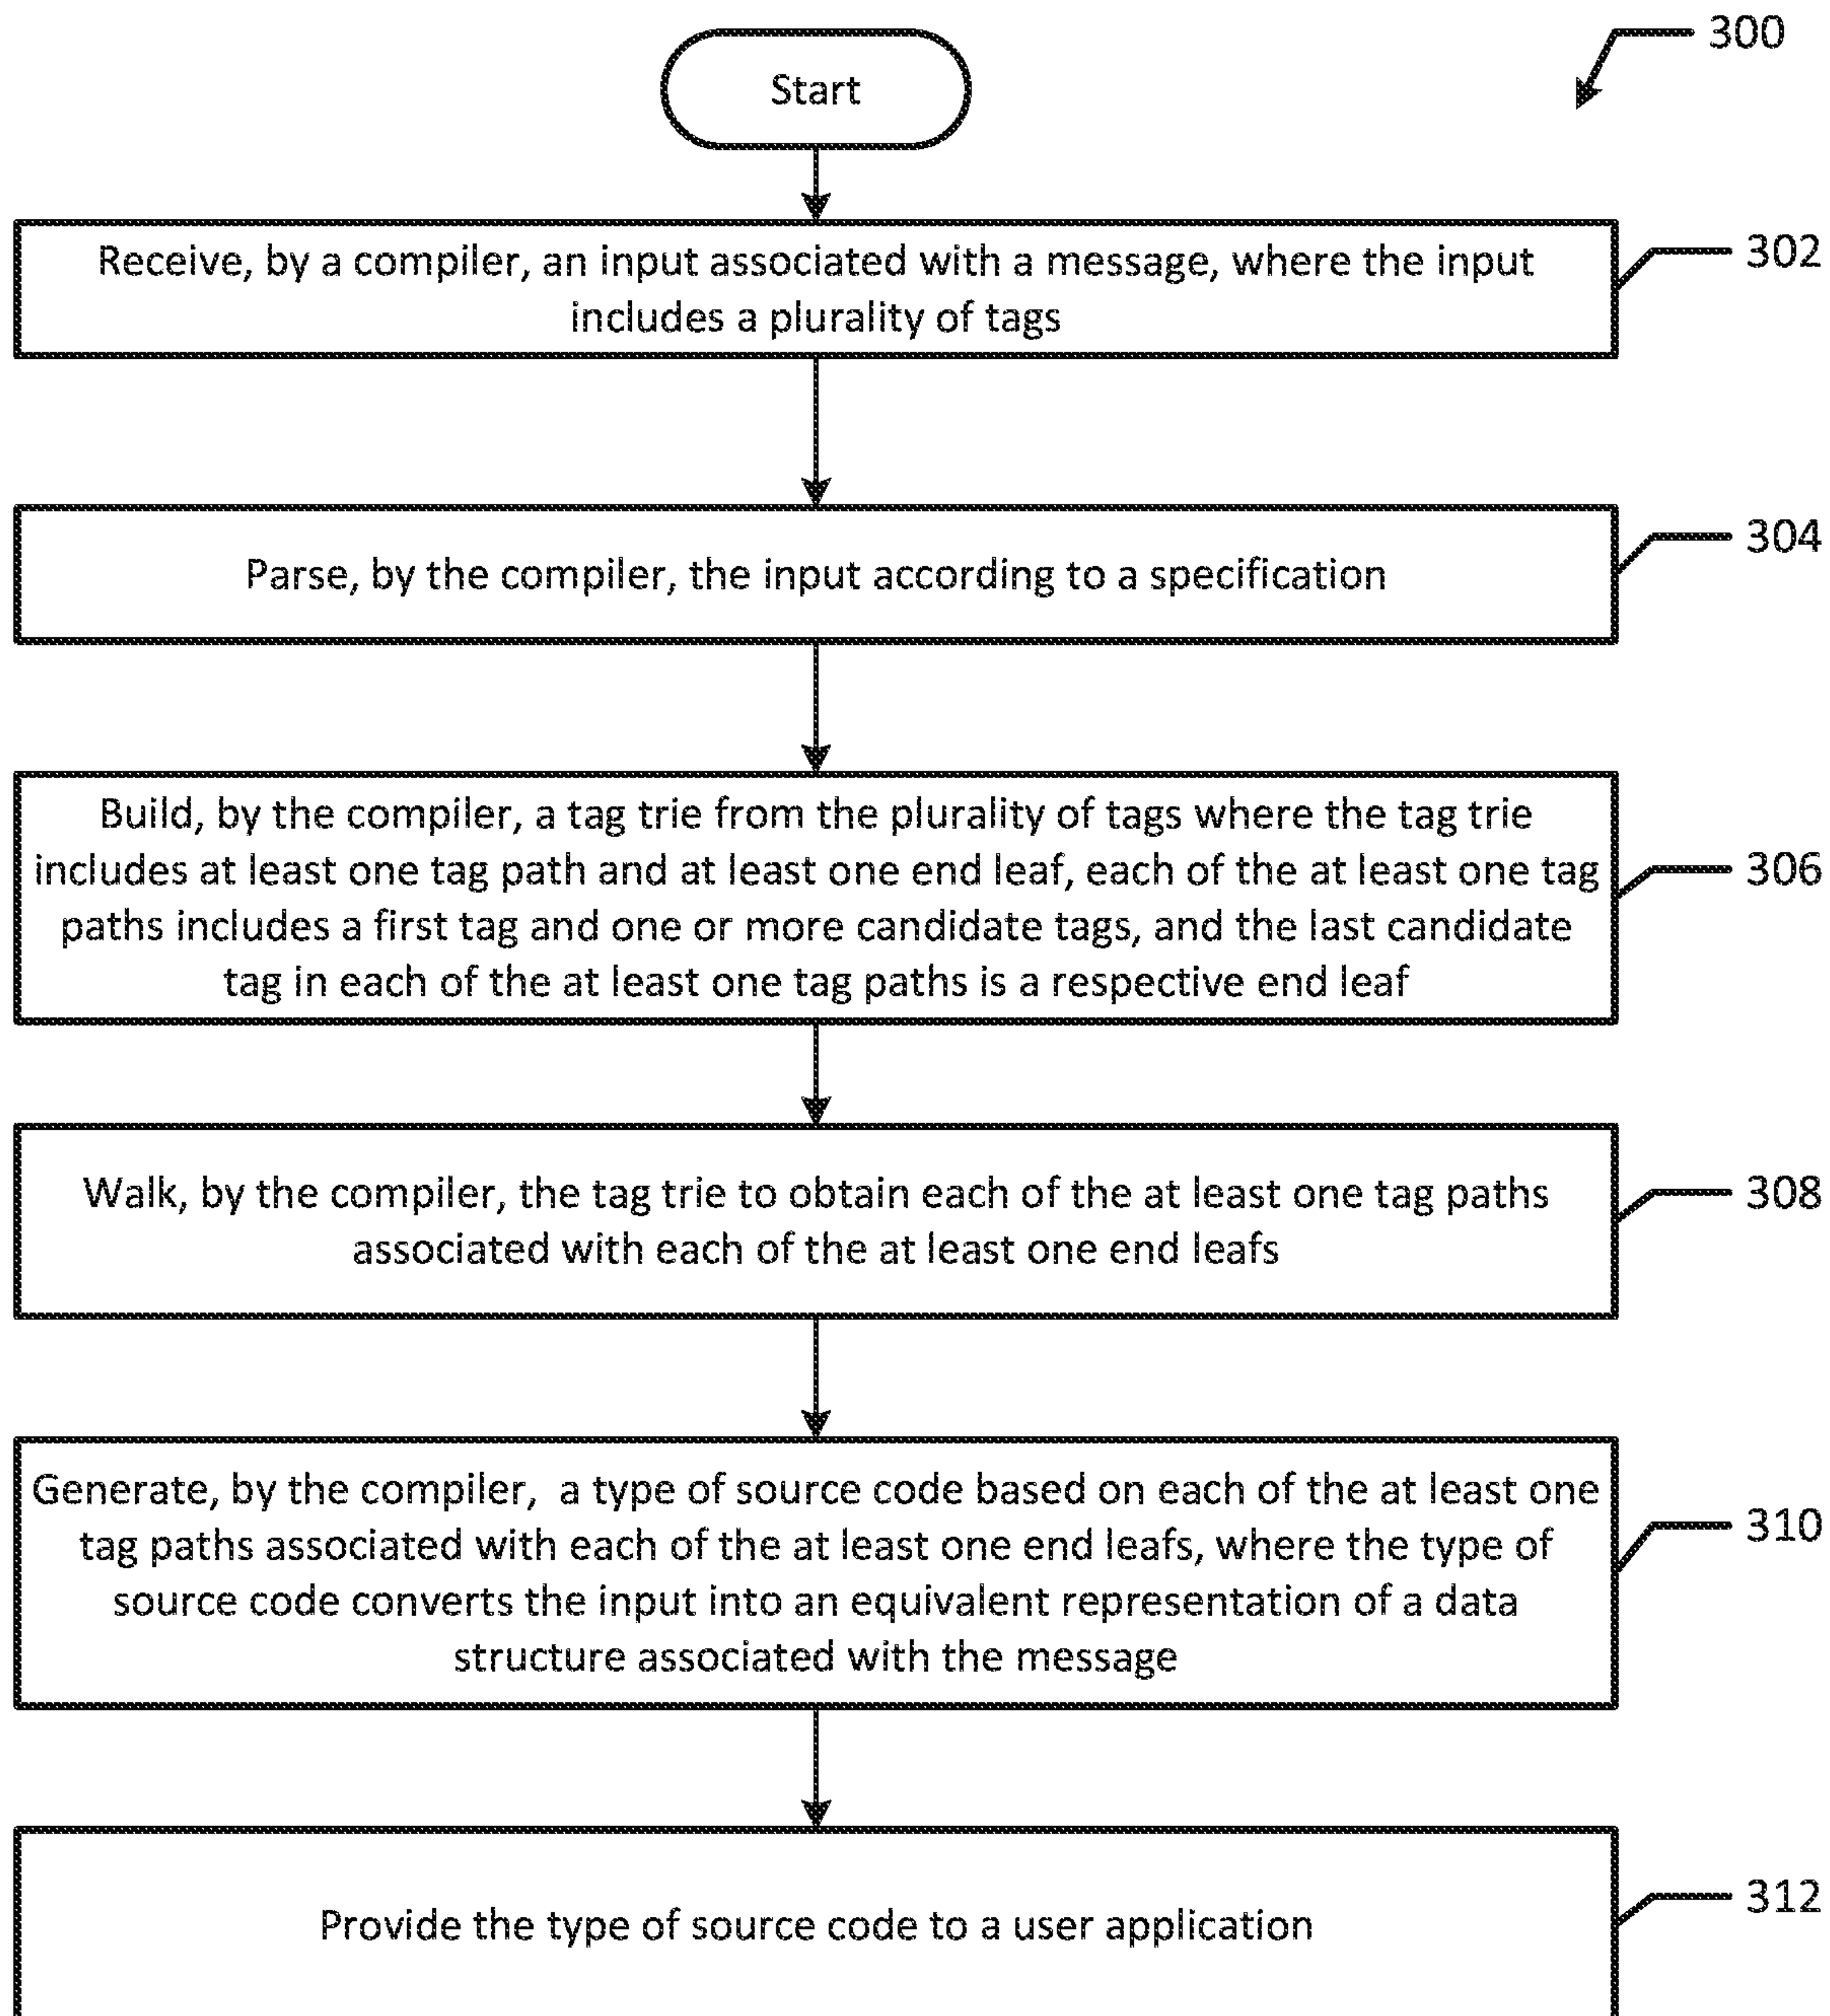 300
Start
Receive, by a compiler, an input associated with a message, where the input
includes a plurality of tags
302
Parse, by the compiler, the input according to a specification
304
Build, by the compiler, a tag trie from the plurality of tags where the tag trie
includes at least one tag path and at least one end leaf, each of the at least one tag
paths includes a first tag and one or more candidate tags, and the last candidate
tag in each of the at least one tag paths is a respective end leaf
306
Walk, by the compiler, the tag trie to obtain each of the at least one tag paths
associated with each of the at least one end leafs
308
Generate, by the compiler, a type of source code based on each of the at least one
tag paths associated with each of the at least one end leafs, where the type of
source code converts the input into an equivalent representation of a data
structure associated with the message
310
Provide the type of source code to a user application
312